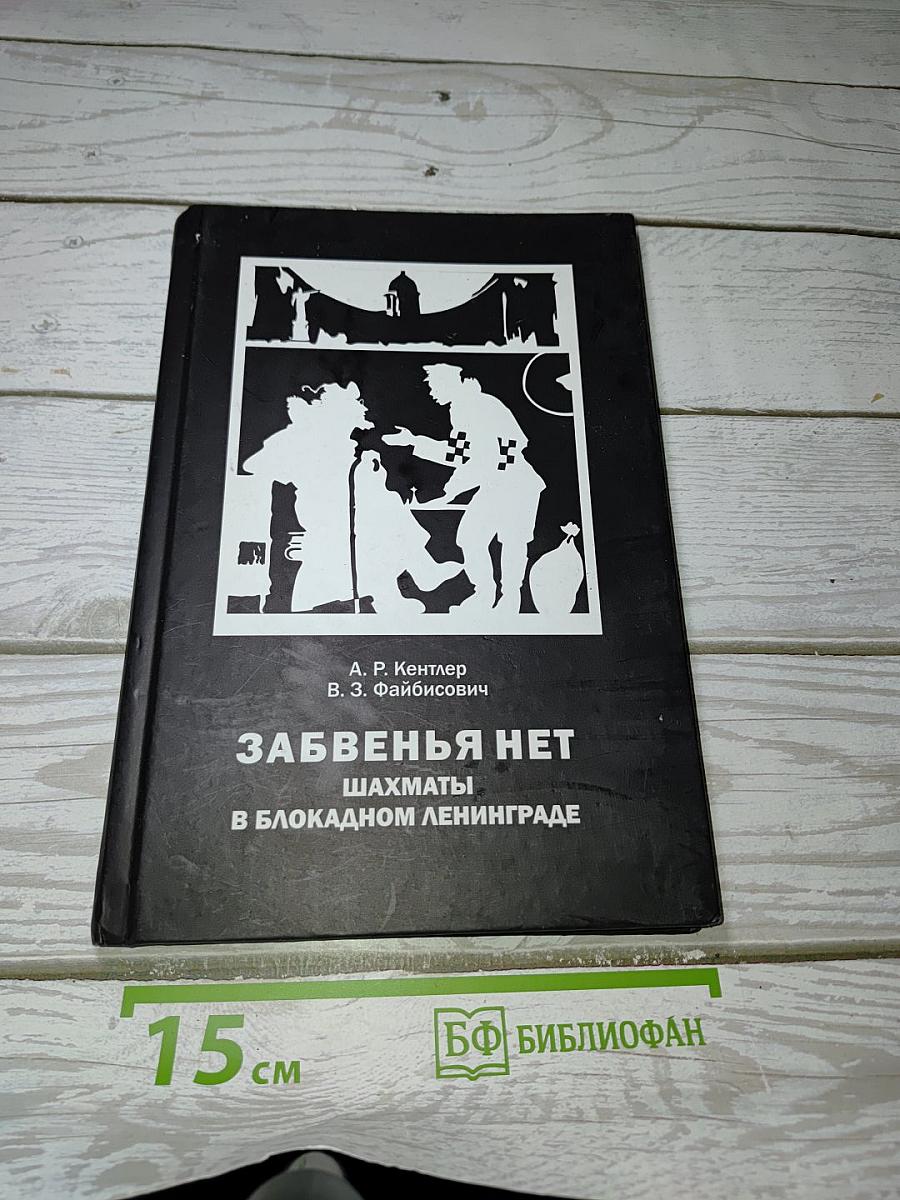 А. Р. Кентлер
В. З. Файбисович
ЗАБВЕНЬЯ НЕТ
ШАХМАТЫ
В БЛОКАДНОМ ЛЕНИНГРАДЕ
15 см
БФ БИБЛИОФАН